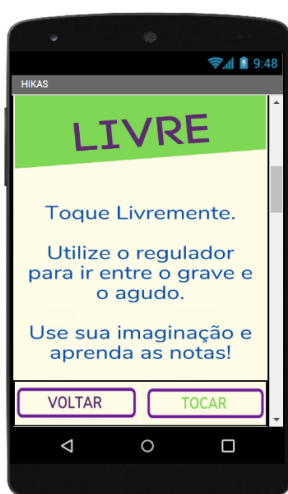 9:48
HIKAS
LIVRE
Toque Livremente.
Utilize o regulador
para ir entre o grave e
o agudo.
Use sua imaginação e
aprenda as notas!
VOLTAR
TOCAR